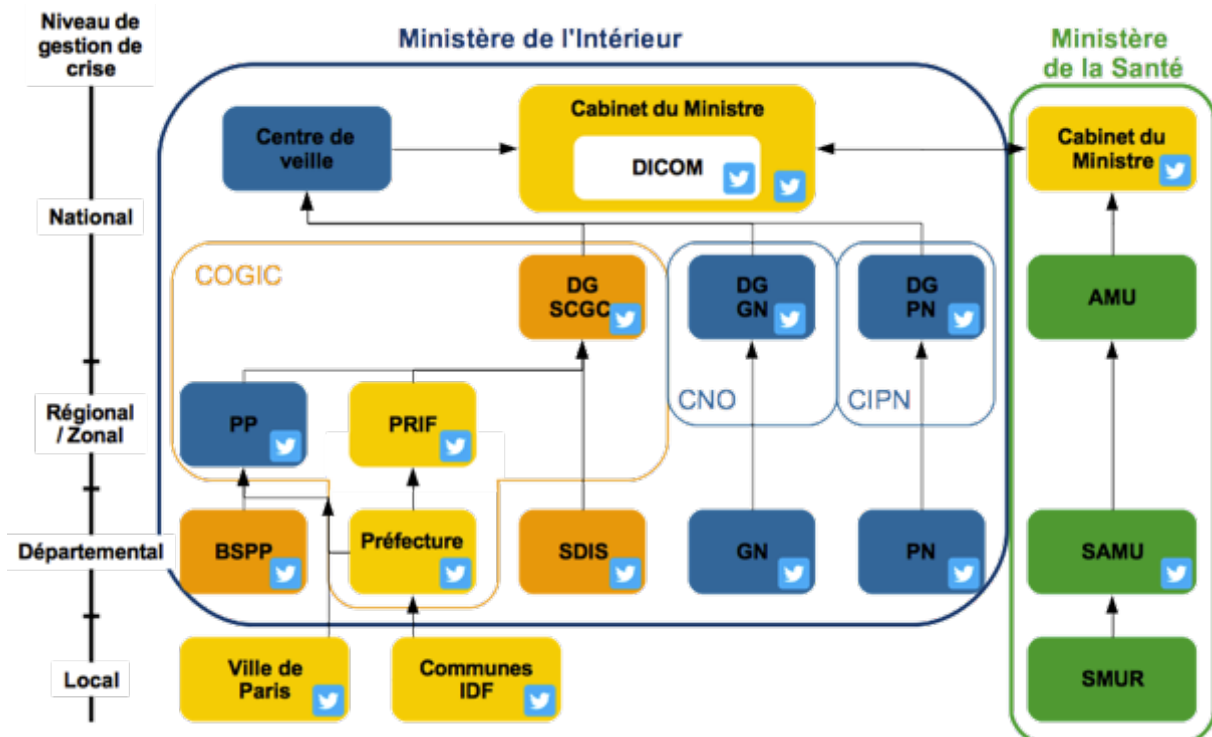 Niveau de
gestion de
crise
Ministère de l'Intérieur
Ministère
de la Santé
Centre de
veille
Cabinet du Ministre
DICOM
Cabinet du
Ministre
National
COGIC
DG
SCGC
DG
GN
DG
PN
AMU
Régional
/ Zonal
PP
PRIF
CNO
CIPN
Départemental
BSPP
Préfecture
SDIS
GN
PN
SAMU
Local
Ville de
Paris
Communes
IDF
SMUR